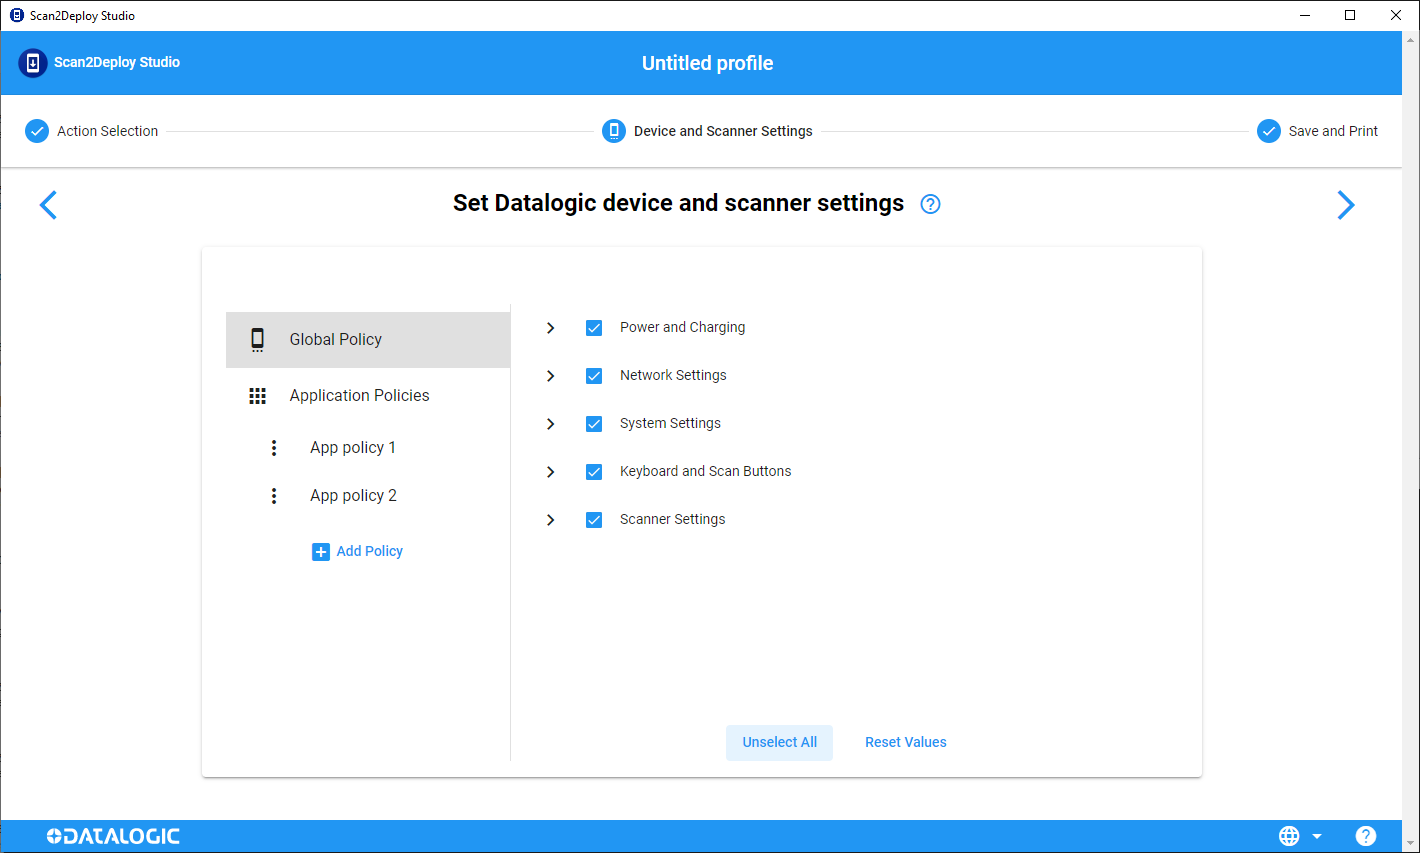 Scan2Deploy Studio
Scan2Deploy Studio
Untitled profile
Action Selection
Device and Scanner Settings
Save and Print
Set Datalogic device and scanner settings
Global Policy
Application Policies
App policy 1
App policy 2
Add Policy
Power and Charging
Network Settings
System Settings
Keyboard and Scan Buttons
Scanner Settings
Unselect All
Reset Values
DATALOGIC